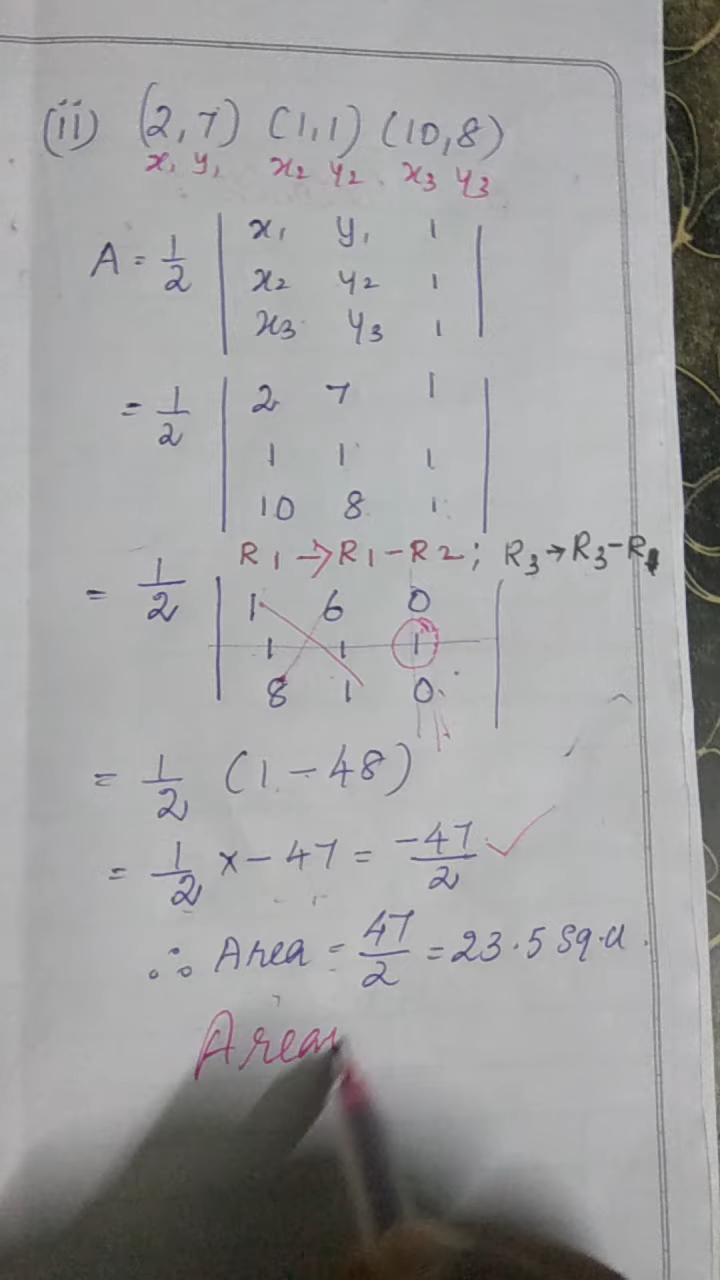 (ii) (2,7) (1,1) (10,8)
x₁ y₁ x₂ y₂ x₃ y₃
A = 1/2 | x₁ y₁ 1 |
| x₂ y₂ 1 |
| x₃ y₃ 1 |
= 1/2 | 2 7 1 |
| 1 1 1 |
| 10 8 1 |
R1 → R1 - R2 ; R3 → R3 - R1
= 1/2 | 1 6 0 |
| 1 1 1 |
| 8 1 0 |
= 1/2 (1 - 48)
= 1/2 x - 47 = -47/2 ✓
∴ Area = 47/2 = 23.5 sq.u.
Area